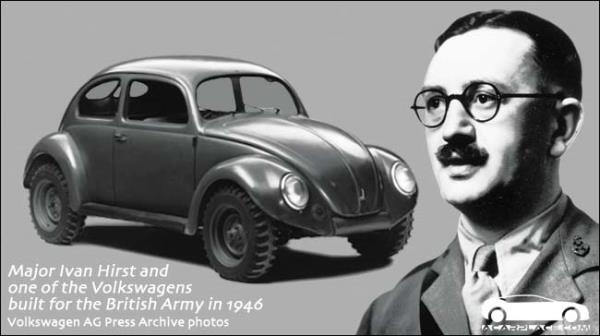 Major Ivan Hirst and
one of the Volkswagens
built for the British Army in 1946
Volkswagen AG Press Archive photos
ACARPLACE.COM